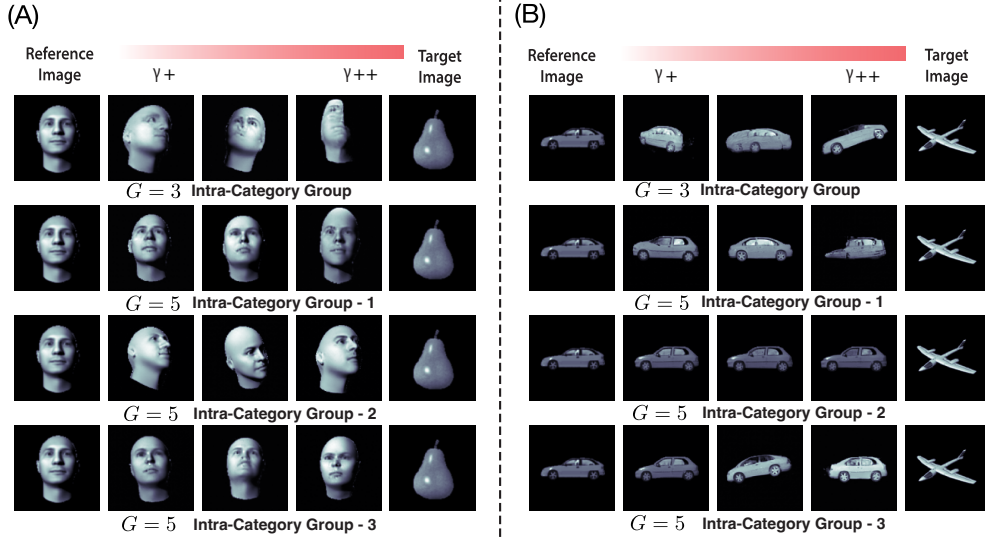 (A)
Reference Image
γ+
γ++
Target Image
G = 3 Intra-Category Group
G = 5 Intra-Category Group - 1
G = 5 Intra-Category Group - 2
G = 5 Intra-Category Group - 3
(B)
Reference Image
γ+
γ++
Target Image
G = 3 Intra-Category Group
G = 5 Intra-Category Group - 1
G = 5 Intra-Category Group - 2
G = 5 Intra-Category Group - 3